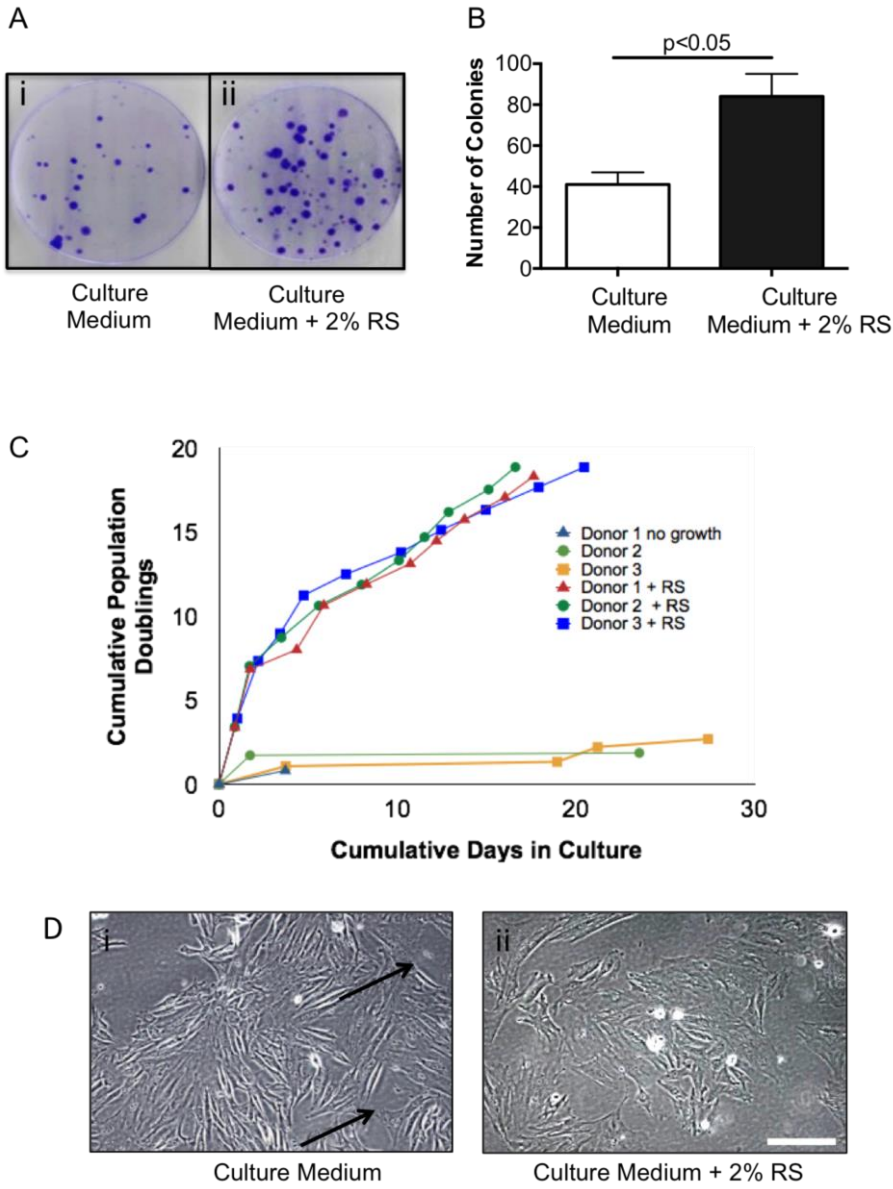 A
i
ii
Culture
Medium
Culture
Medium + 2% RS
B
p<0.05
Number of Colonies
100
80
60
40
20
0
Culture
Medium
Culture
Medium + 2% RS
C
Cumulative Population
Doublings
20
15
10
5
0
Donor 1 no growth
Donor 2
Donor 3
Donor 1 + RS
Donor 2 + RS
Donor 3 + RS
0
10
20
30
Cumulative Days in Culture
D
i
ii
Culture Medium
Culture Medium + 2% RS